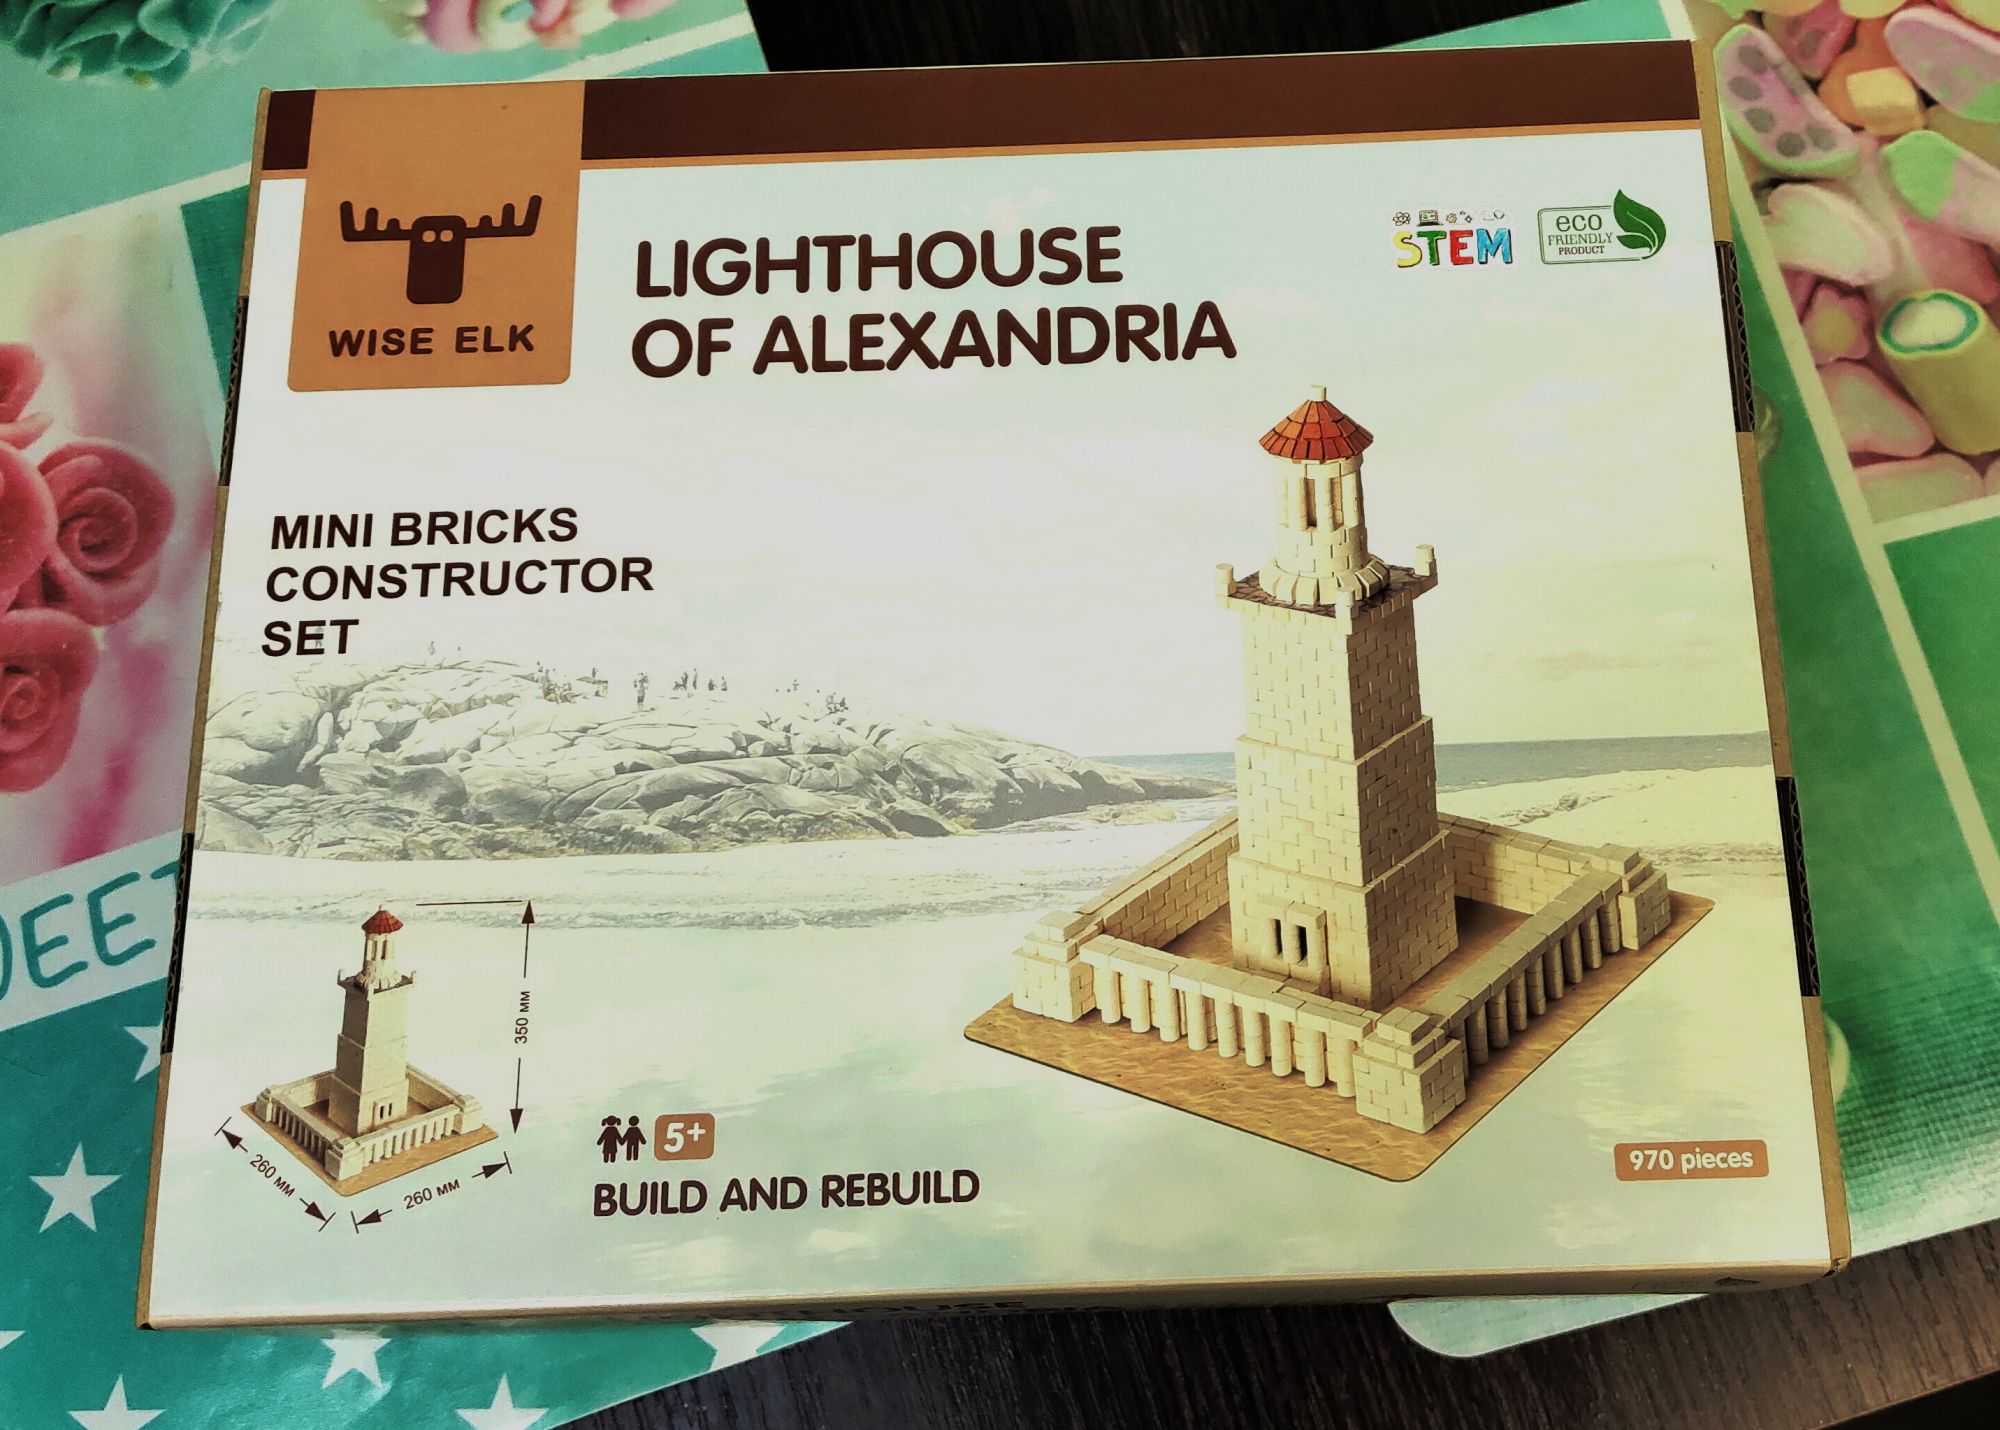 WISE ELK
LIGHTHOUSE
OF ALEXANDRIA
STEM
eco
FRIENDLY
PRODUCT
MINI BRICKS
CONSTRUCTOR
SET
350 мм
260 мм
260 мм
5+
BUILD AND REBUILD
970 pieces